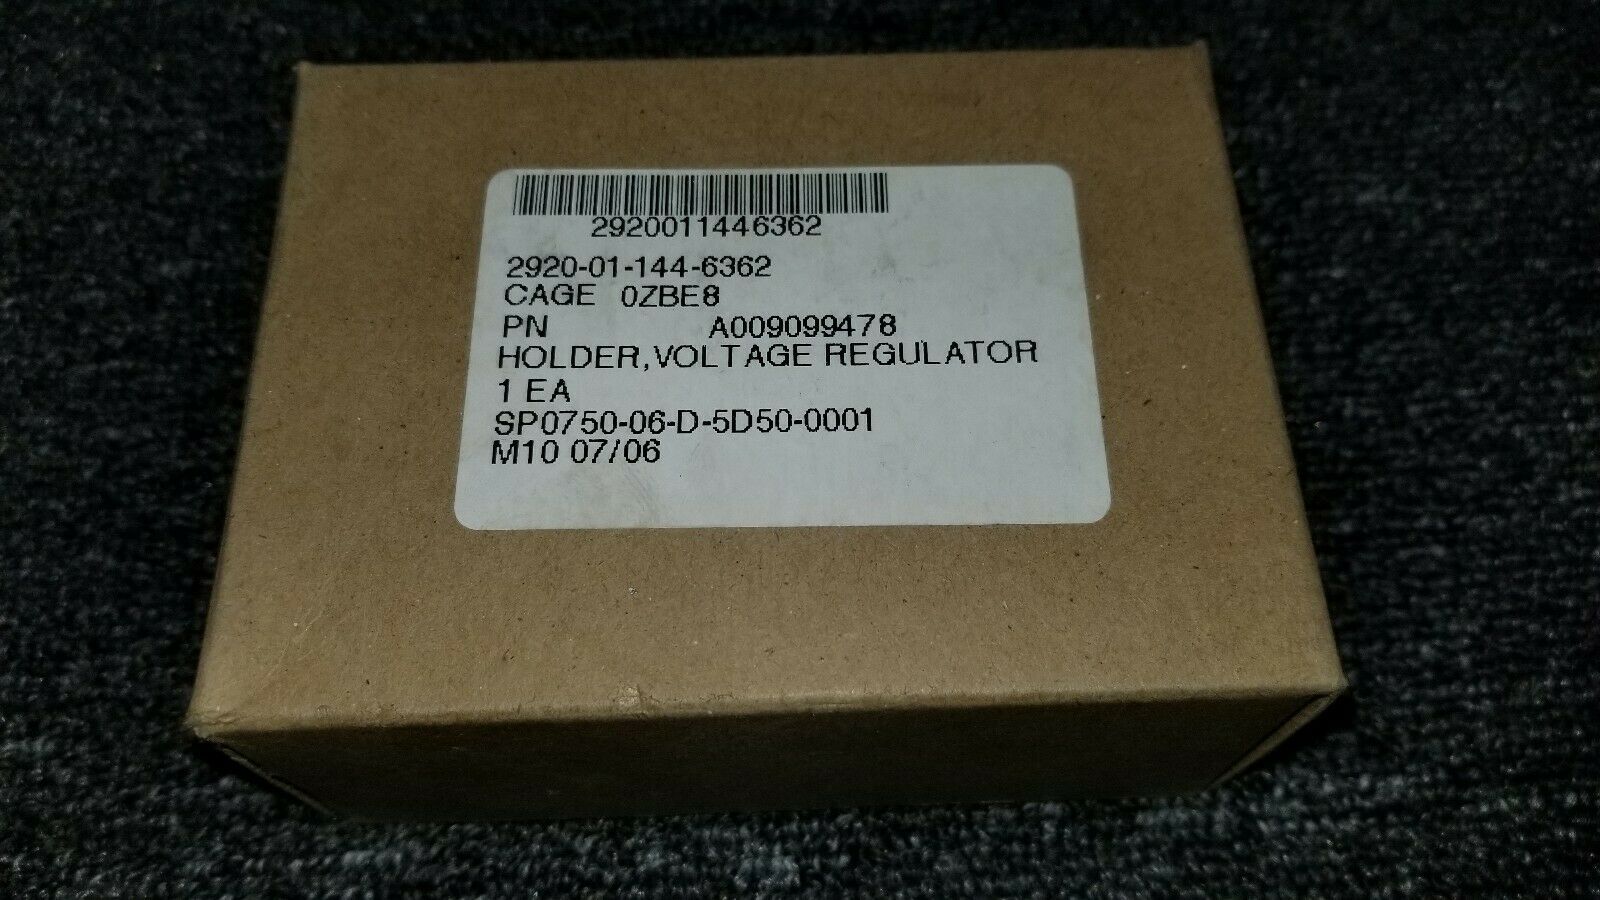 2920011446362
2920-01-144-6362
CAGE 0ZBE8
PN A009099478
HOLDER,VOLTAGE REGULATOR
1 EA
SP0750-06-D-5D50-0001
M10 07/06